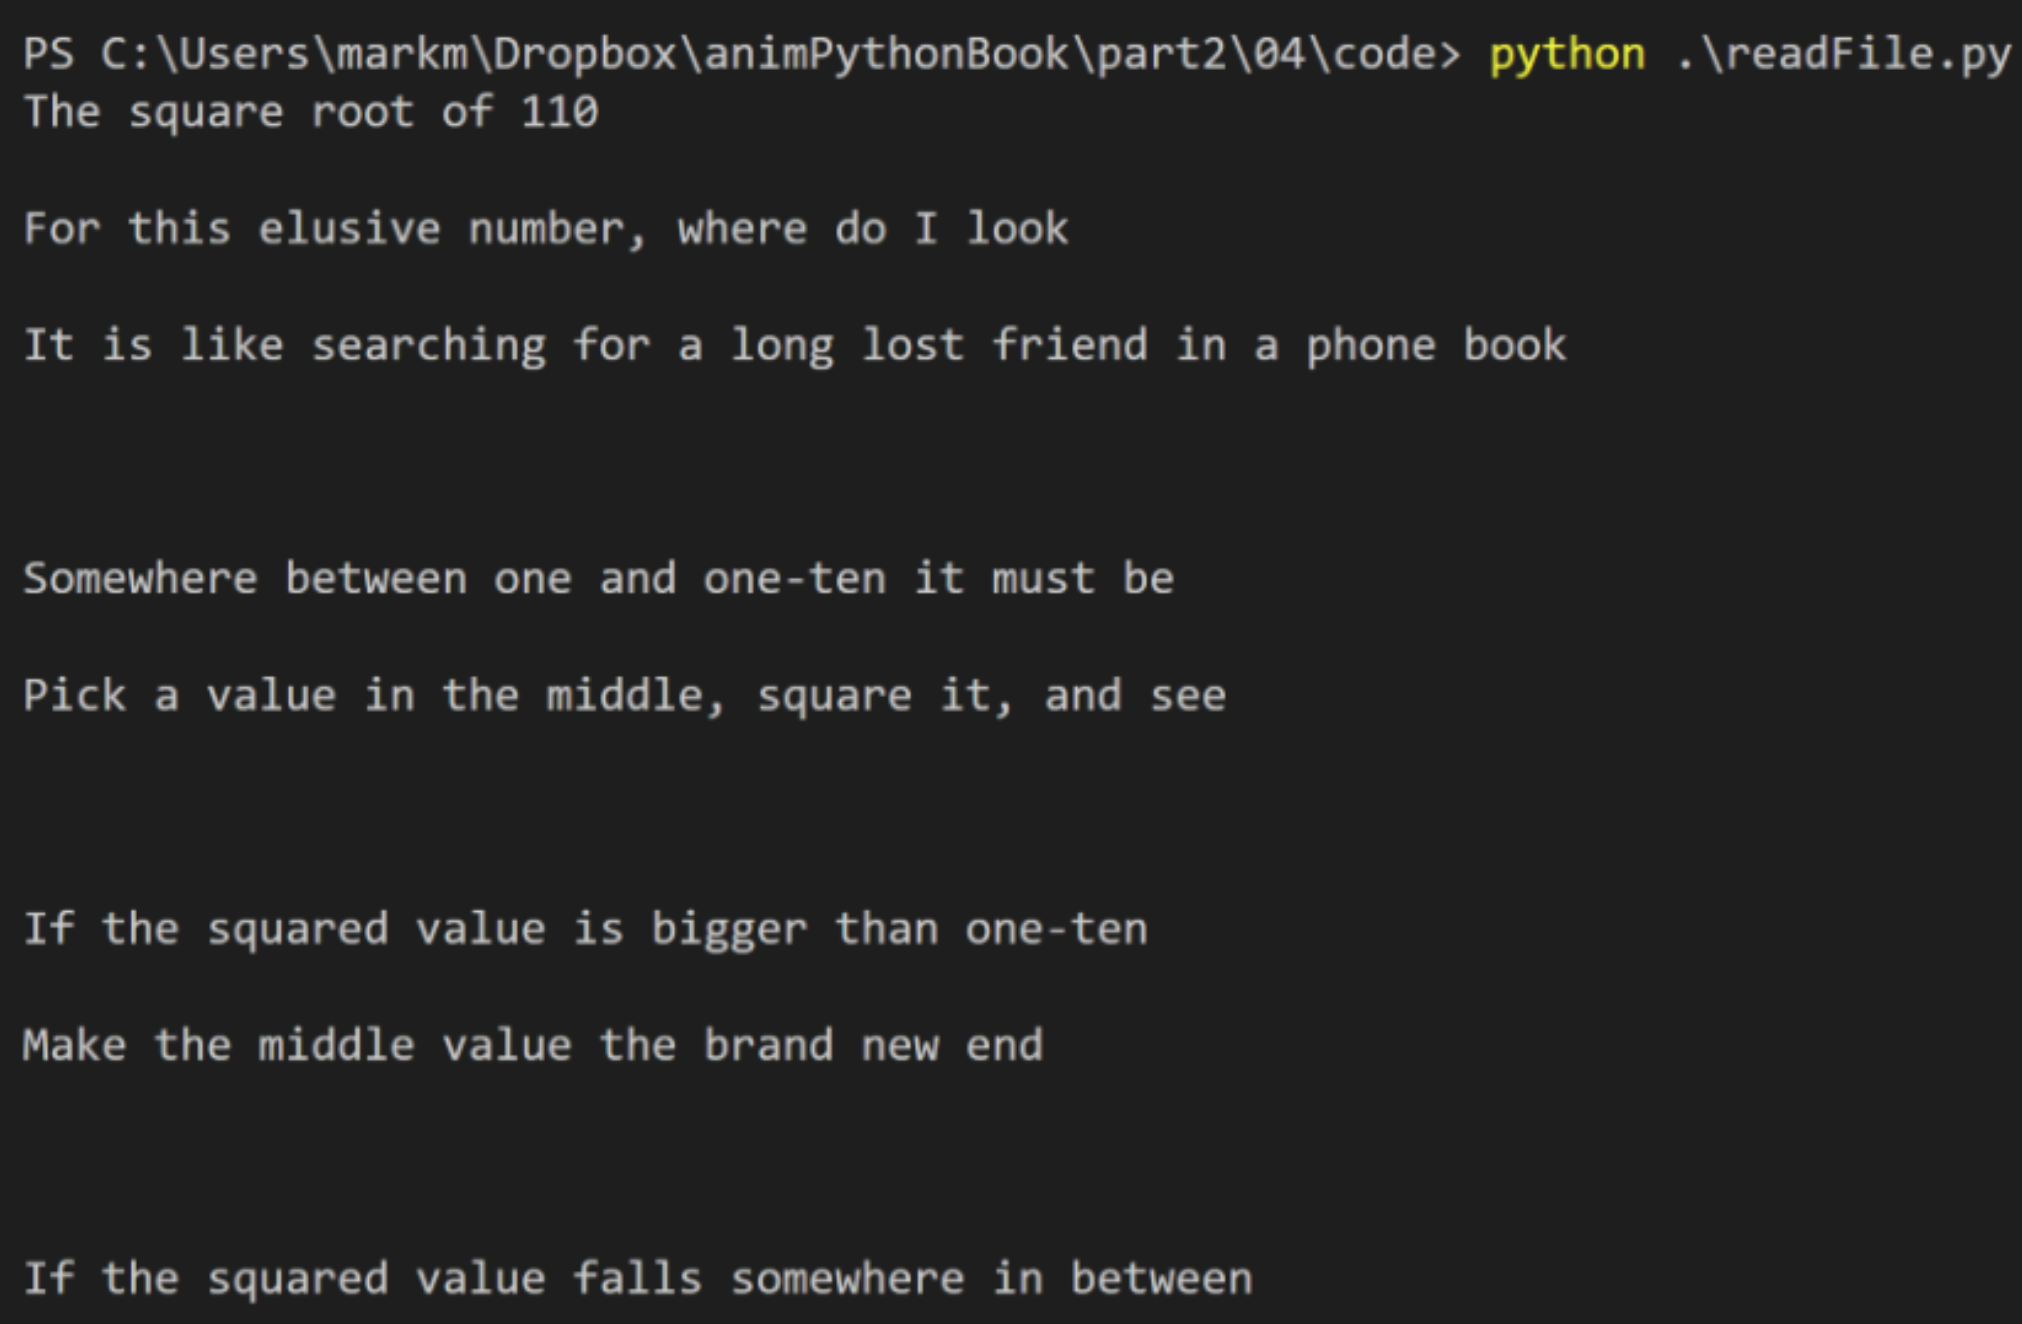 PS C:\Users\markm\Dropbox\animPythonBook\part2\04\code> python .\readFile.py
The square root of 110
For this elusive number, where do I look
It is like searching for a long lost friend in a phone book
Somewhere between one and one-ten it must be
Pick a value in the middle, square it, and see
If the squared value is bigger than one-ten
Make the middle value the brand new end
If the squared value falls somewhere in between